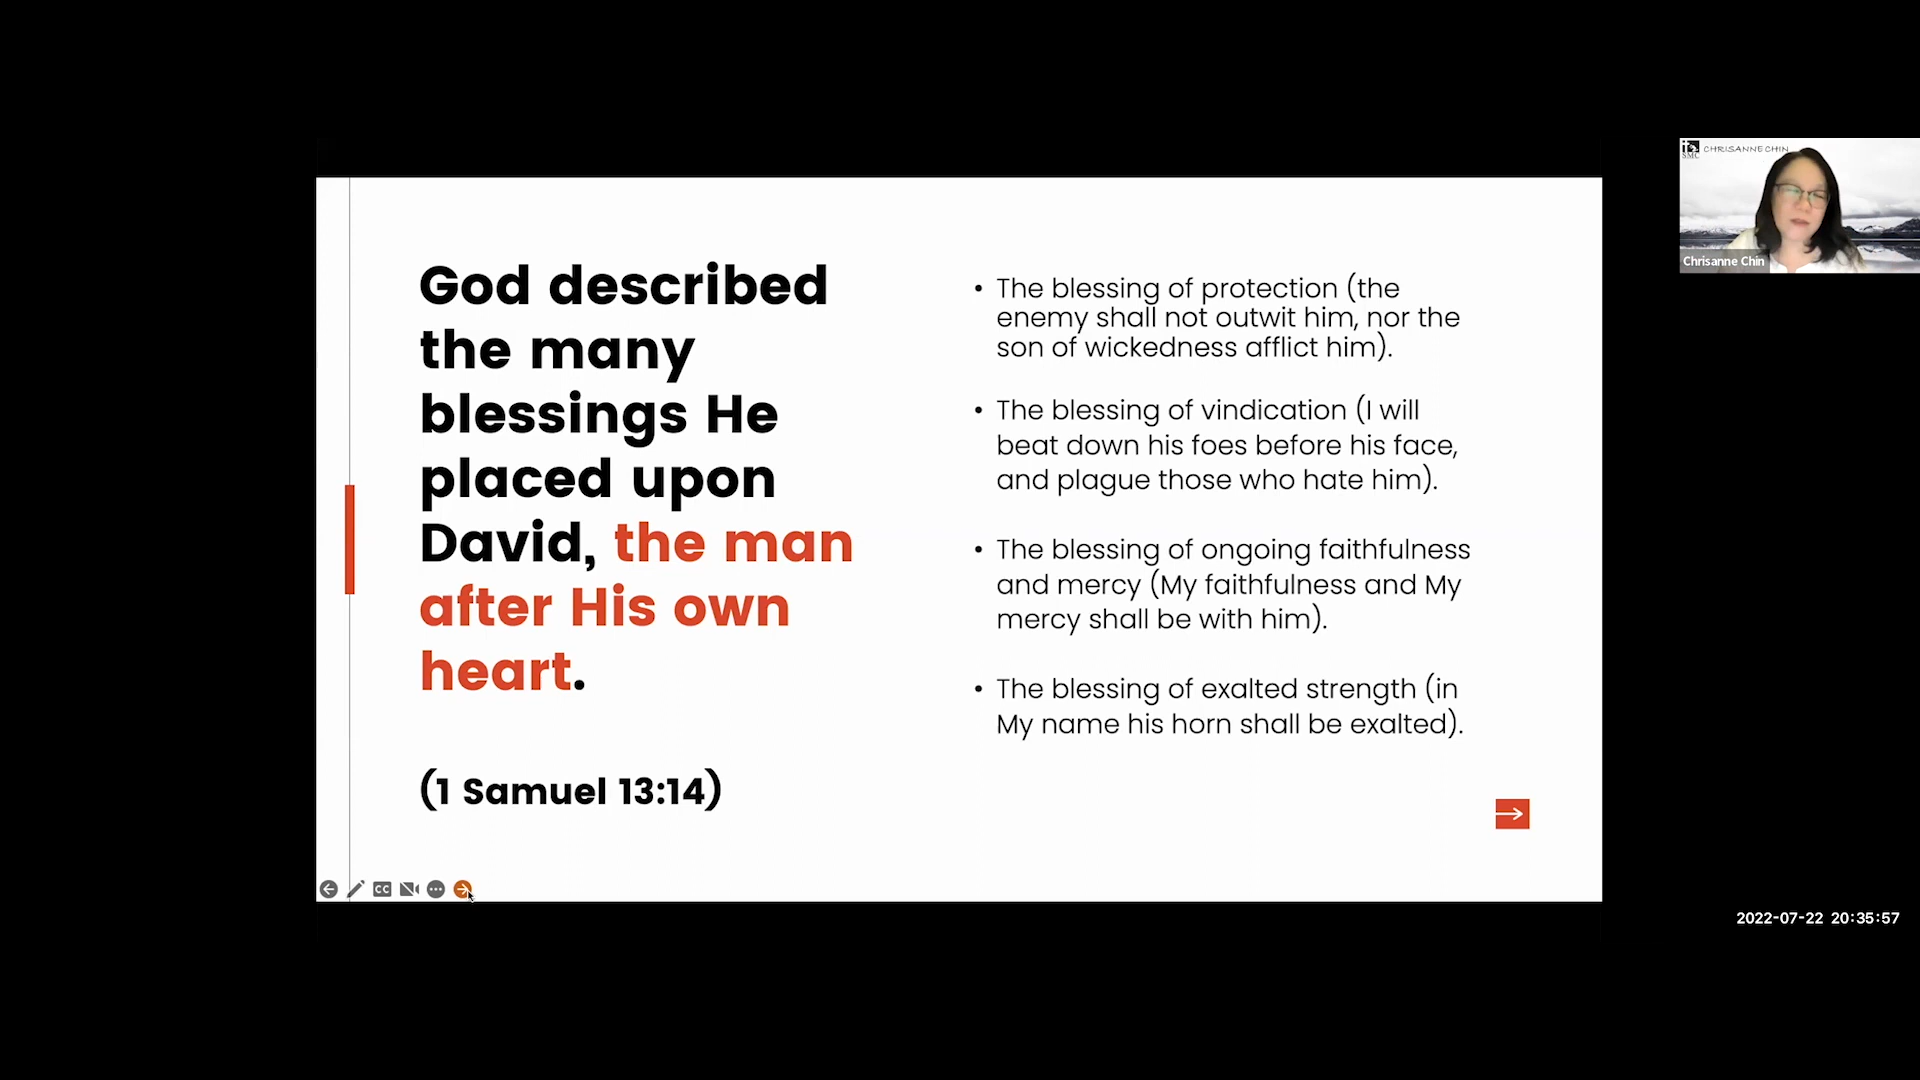 God described
the many
blessings He
placed upon
David, the man
after His own
heart.
(1 Samuel 13:14)
• The blessing of protection (the
enemy shall not outwit him, nor the
son of wickedness afflict him).
• The blessing of vindication (I will
beat down his foes before his face,
and plague those who hate him).
• The blessing of ongoing faithfulness
and mercy (My faithfulness and My
mercy shall be with him).
• The blessing of exalted strength (in
My name his horn shall be exalted).
CC
CHRISANNE CHIN
SMC
Chrisanne Chin
2022-07-22 20:35:57